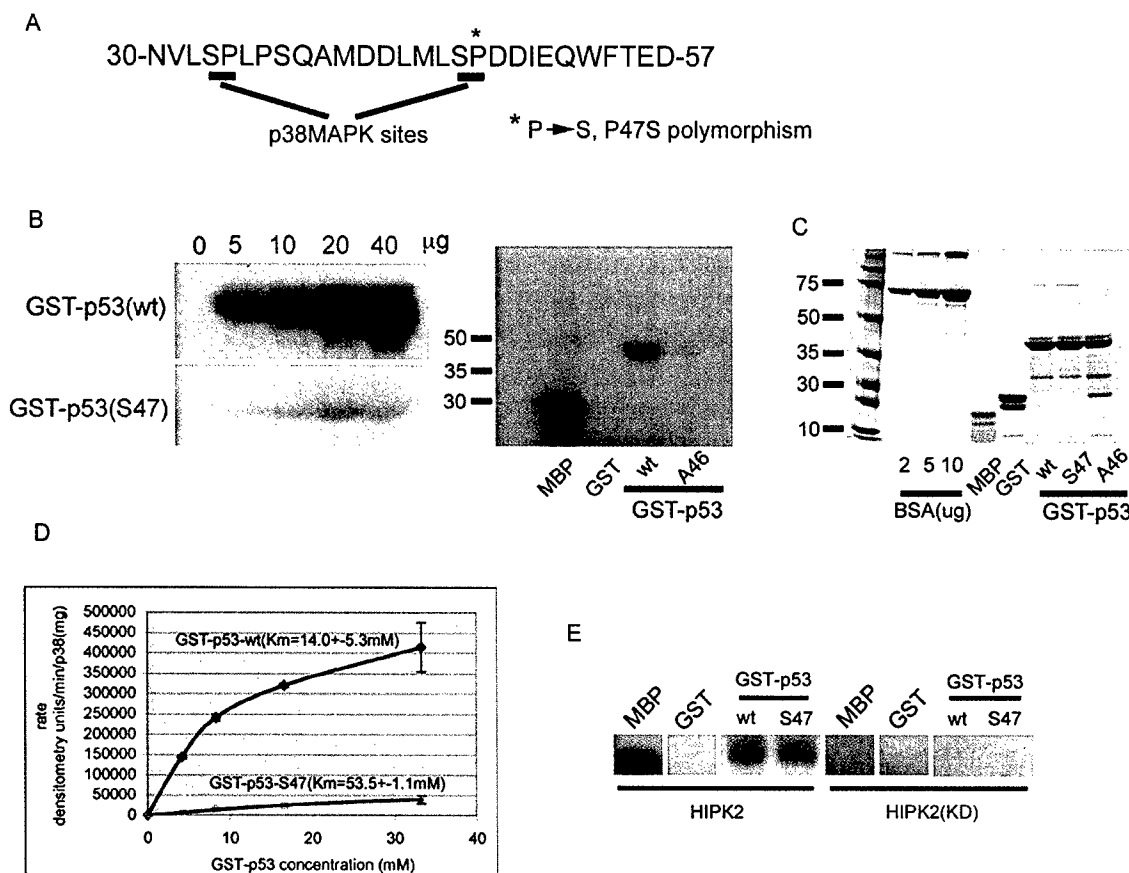 A
*
30-NVLSPLPSQAMDDLMLSPDDIEQWFTED-57
p38MAPK sites
* P→S, P47S polymorphism
B
0 5 10 20 40 μg
GST-p53(wt)
GST-p53(S47)
50
35
30
MBP GST wt A46
GST-p53
C
75
50
35
30
10
2 5 10 MBP GST wt S47 A46
BSA(ug) GST-p53
D
500000
450000
400000
350000
300000
250000
200000
150000
100000
50000
0
rate
densitometry units/min/p38(mg)
GST-p53-wt(Km=14.0+-5.3mM)
GST-p53-S47(Km=53.5+-1.1mM)
0 10 20 30 40
GST-p53 concentration (mM)
E
GST-p53 GST-p53
MBP GST wt S47 MBP GST wt S47
HIPK2 HIPK2(KD)